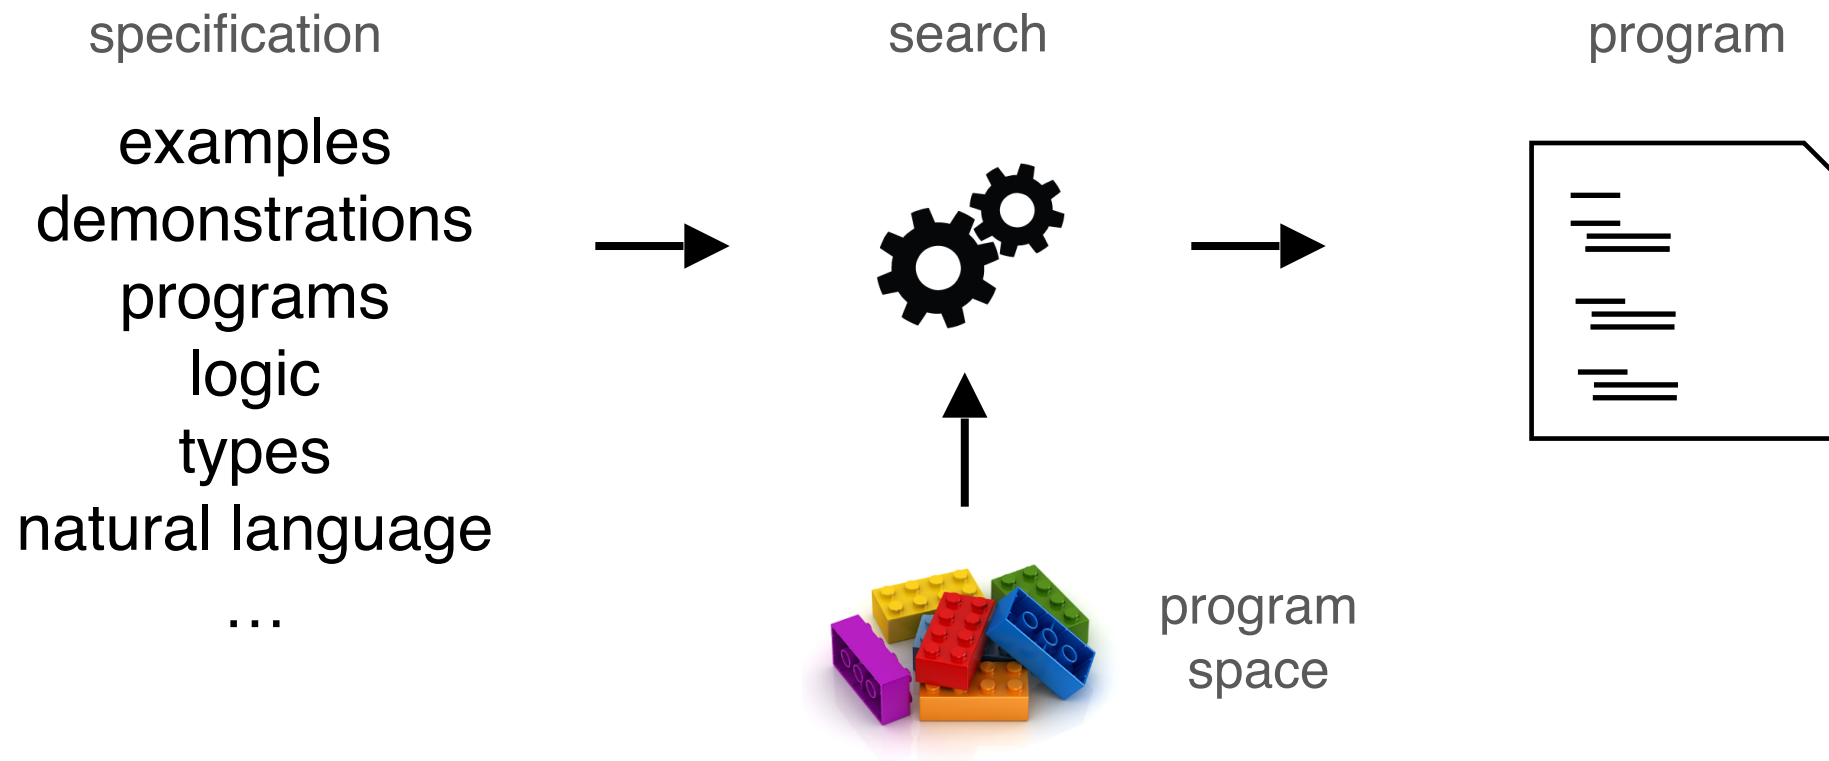 specification
search
program
examples
demonstrations
programs
logic
types
natural language
…
program
space